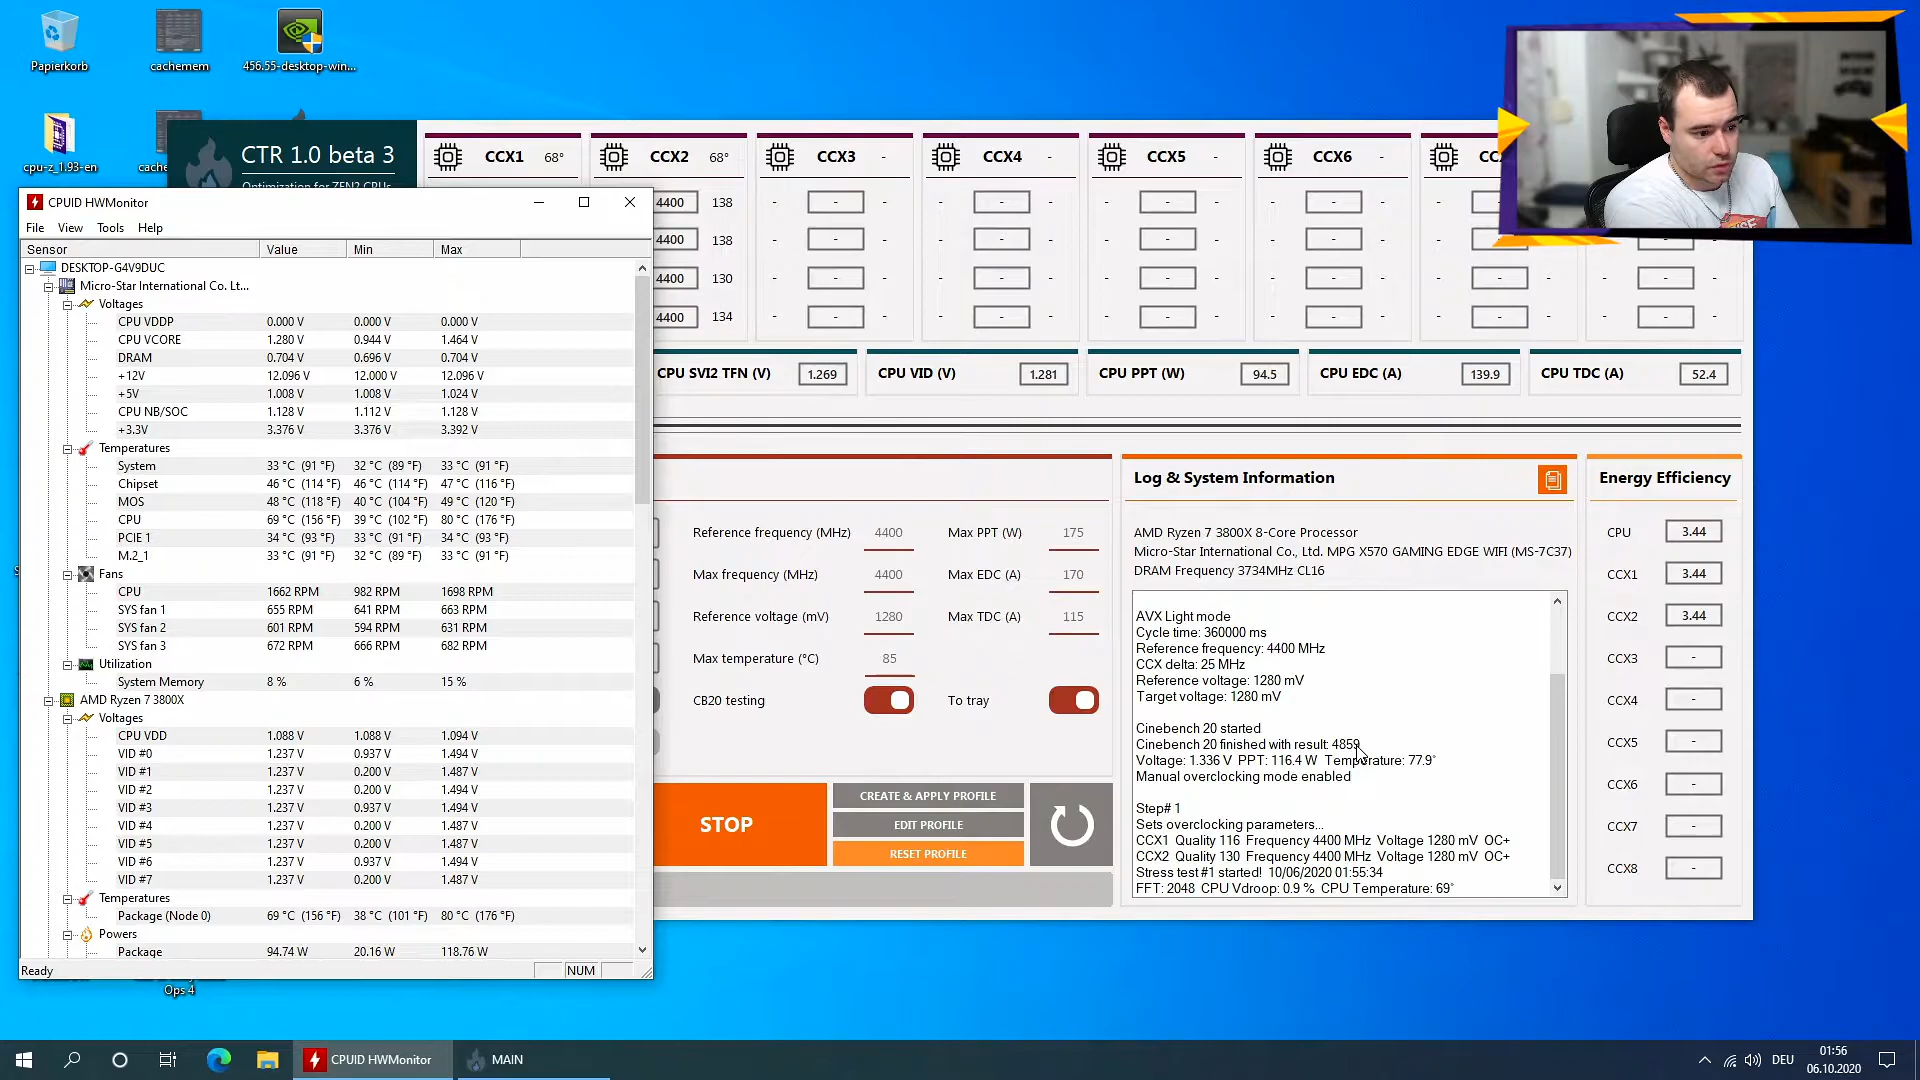 Papierkorb
cachemem
456.55-desktop-win...
cpu-z_1.93-en
CTR 1.0 beta 3
CCX1 68°
CCX2 68°
CCX3 -
CCX4 -
CCX5 -
CCX6 -
4400 138 - - - - - - - - - - - -
4400 138 - - - - - - - - - - - -
4400 130 - - - - - - - - - - - - - - - - - -
4400 134 - - - - - - - - - - - - - - - - - -
CPU SVI2 TFN (V) 1.269
CPU VID (V) 1.281
CPU PPT (W) 94.5
CPU EDC (A) 139.9
CPU TDC (A) 52.4
CPUID HWMonitor
File View Tools Help
Sensor Value Min Max
DESKTOP-G4V9DUC
Micro-Star International Co. Lt...
Voltages
CPU VDDP 0.000 V 0.000 V 0.000 V
CPU VCORE 1.280 V 0.944 V 1.464 V
DRAM 0.704 V 0.696 V 0.704 V
+12V 12.096 V 12.000 V 12.096 V
+5V 1.008 V 1.008 V 1.024 V
CPU NB/SOC 1.128 V 1.112 V 1.128 V
+3.3V 3.376 V 3.376 V 3.392 V
Temperatures
System 33 °C (91 °F) 32 °C (89 °F) 33 °C (91 °F)
Chipset 46 °C (114 °F) 46 °C (114 °F) 47 °C (116 °F)
MOS 48 °C (118 °F) 40 °C (104 °F) 49 °C (120 °F)
CPU 69 °C (156 °F) 39 °C (102 °F) 80 °C (176 °F)
PCIE 1 34 °C (93 °F) 33 °C (91 °F) 34 °C (93 °F)
M.2_1 33 °C (91 °F) 32 °C (89 °F) 33 °C (91 °F)
Fans
CPU 1662 RPM 982 RPM 1698 RPM
SYS fan 1 655 RPM 641 RPM 663 RPM
SYS fan 2 601 RPM 594 RPM 631 RPM
SYS fan 3 672 RPM 666 RPM 682 RPM
Utilization
System Memory 8 % 6 % 15 %
AMD Ryzen 7 3800X
Voltages
CPU VDD 1.088 V 1.088 V 1.094 V
VID #0 1.237 V 0.937 V 1.494 V
VID #1 1.237 V 0.200 V 1.487 V
VID #2 1.237 V 0.200 V 1.494 V
VID #3 1.237 V 0.937 V 1.494 V
VID #4 1.237 V 0.200 V 1.487 V
VID #5 1.237 V 0.200 V 1.487 V
VID #6 1.237 V 0.937 V 1.494 V
VID #7 1.237 V 0.200 V 1.487 V
Temperatures
Package (Node 0) 69 °C (156 °F) 38 °C (101 °F) 80 °C (176 °F)
Powers
Package 94.74 W 20.16 W 118.76 W
Ready NUM
Ops 4
Reference frequency (MHz) 4400 Max PPT (W) 175
Max frequency (MHz) 4400 Max EDC (A) 170
Reference voltage (mV) 1280 Max TDC (A) 115
Max temperature (°C) 85
CB20 testing To tray
STOP
CREATE & APPLY PROFILE
EDIT PROFILE
RESET PROFILE
Log & System Information
AMD Ryzen 7 3800X 8-Core Processor
Micro-Star International Co., Ltd. MPG X570 GAMING EDGE WIFI (MS-7C37)
DRAM Frequency 3734MHz CL16
AVX Light mode
Cycle time: 360000 ms
Reference frequency: 4400 MHz
CCX delta: 25 MHz
Reference voltage: 1280 mV
Target voltage: 1280 mV
Cinebench 20 started
Cinebench 20 finished with result: 4859
Voltage: 1.336 V PPT: 116.4 W Temperature: 77.9°
Manual overclocking mode enabled
Step# 1
Sets overclocking parameters...
CCX1 Quality 116 Frequency 4400 MHz Voltage 1280 mV OC+
CCX2 Quality 130 Frequency 4400 MHz Voltage 1280 mV OC+
Stress test #1 started! 10/06/2020 01:55:34
FFT: 2048 CPU Vdroop: 0.9 % CPU Temperature: 69°
Energy Efficiency
CPU 3.44
CCX1 3.44
CCX2 3.44
CCX3 -
CCX4 -
CCX5 -
CCX6 -
CCX7 -
CCX8 -
CPUID HWMonitor
MAIN
DEU
01:56
06.10.2020